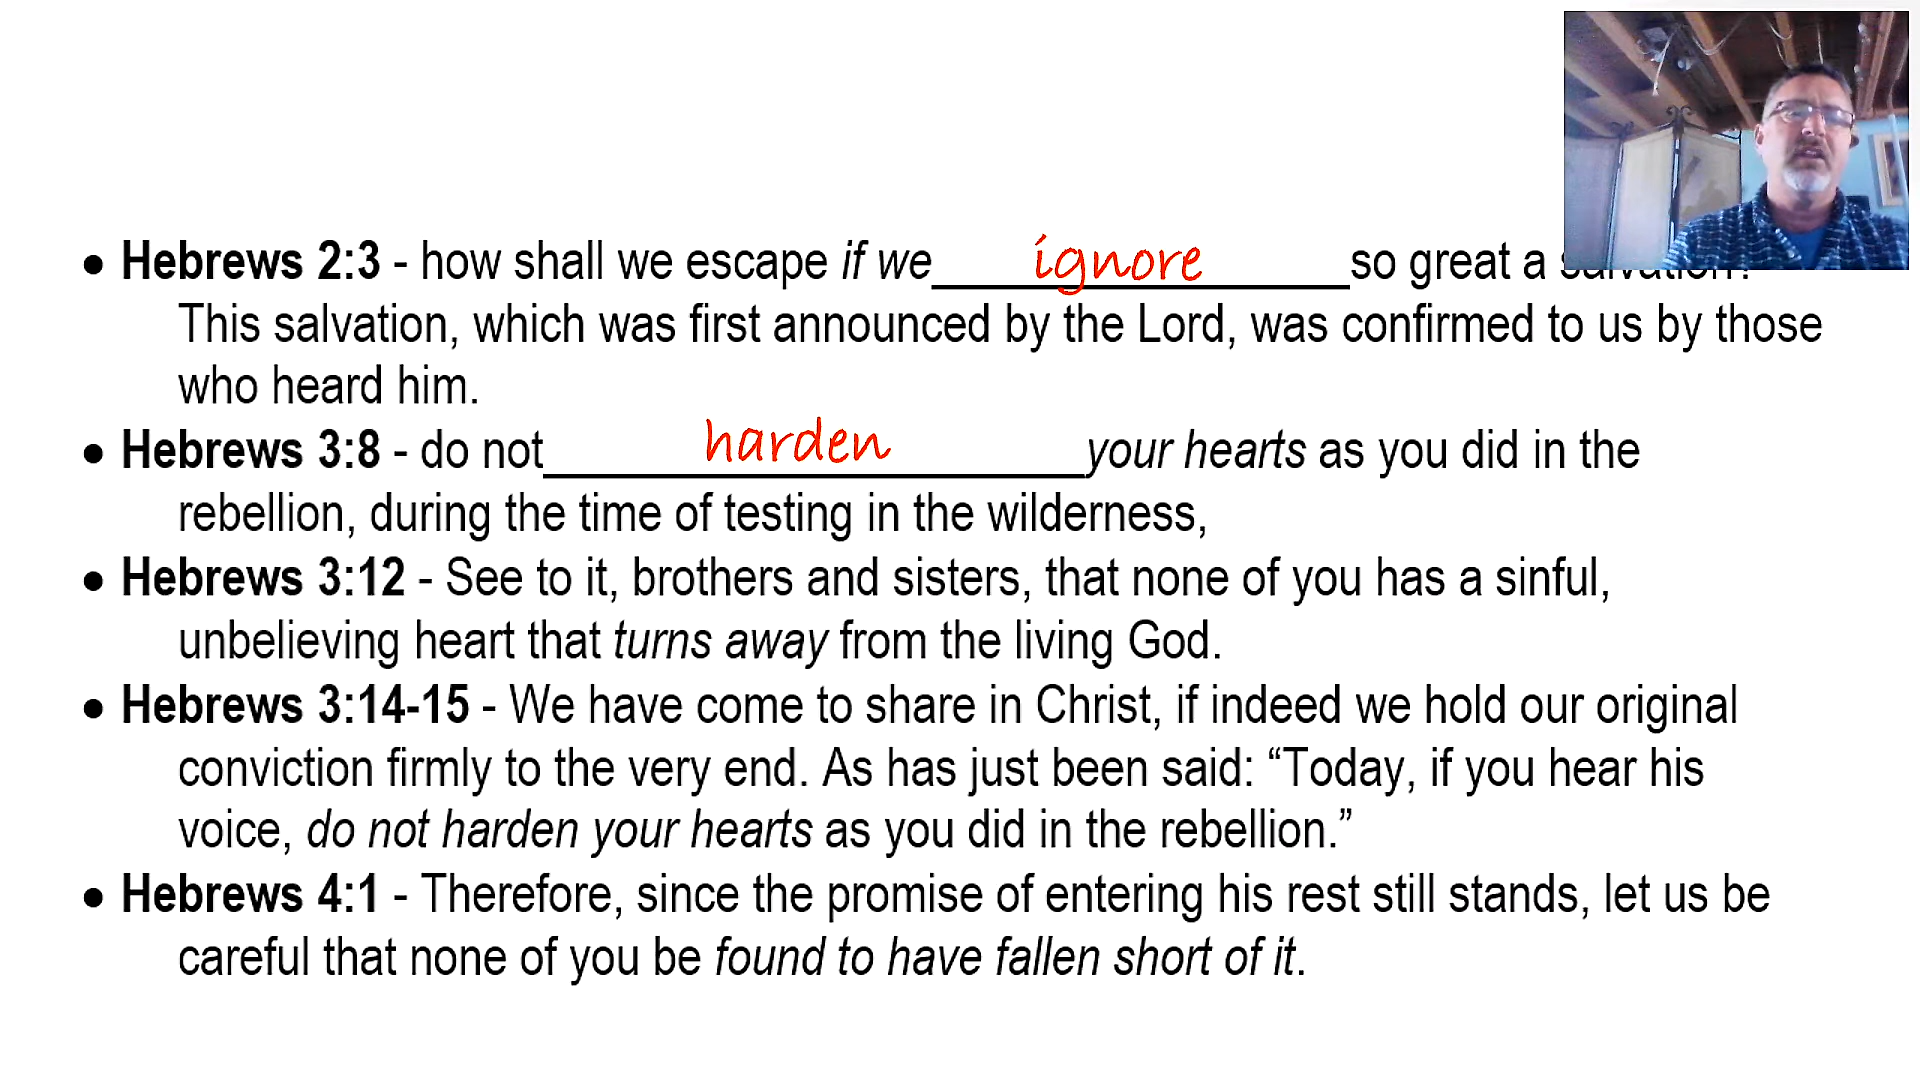 ● Hebrews 2:3 - how shall we escape if we ignore so great a salvation?
This salvation, which was first announced by the Lord, was confirmed to us by those
who heard him.
● Hebrews 3:8 - do not harden your hearts as you did in the
rebellion, during the time of testing in the wilderness,
● Hebrews 3:12 - See to it, brothers and sisters, that none of you has a sinful,
unbelieving heart that turns away from the living God.
● Hebrews 3:14-15 - We have come to share in Christ, if indeed we hold our original
conviction firmly to the very end. As has just been said: “Today, if you hear his
voice, do not harden your hearts as you did in the rebellion.”
● Hebrews 4:1 - Therefore, since the promise of entering his rest still stands, let us be
careful that none of you be found to have fallen short of it.